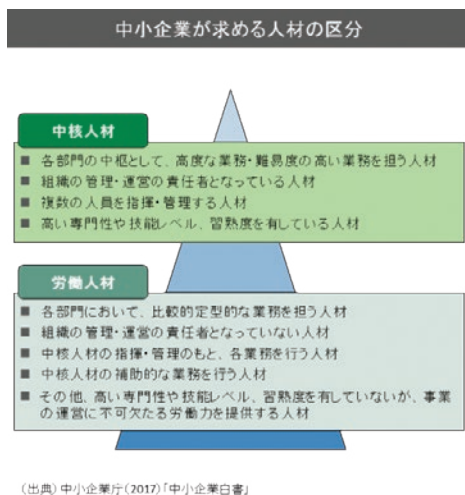 中小企業が求める人材の区分
中核人材
■ 各部門の中枢として、高度な業務・難易度の高い業務を担う人材
■ 組織の管理・運営の責任者となっている人材
■ 複数の人員を指揮・管理する人材
■ 高い専門性や技能レベル、習熟度を有している人材
労働人材
■ 各部門において、比較的定型的な業務を担う人材
■ 組織の管理・運営の責任者となっていない人材
■ 中核人材の指揮・管理のもと、各業務を行う人材
■ 中核人材の補助的な業務を行う人材
■ その他、高い専門性や技能レベル、習熟度を有していないが、事業
の運営に不可欠たる労働力を提供する人材
(出典) 中小企業庁(2017)「中小企業白書」